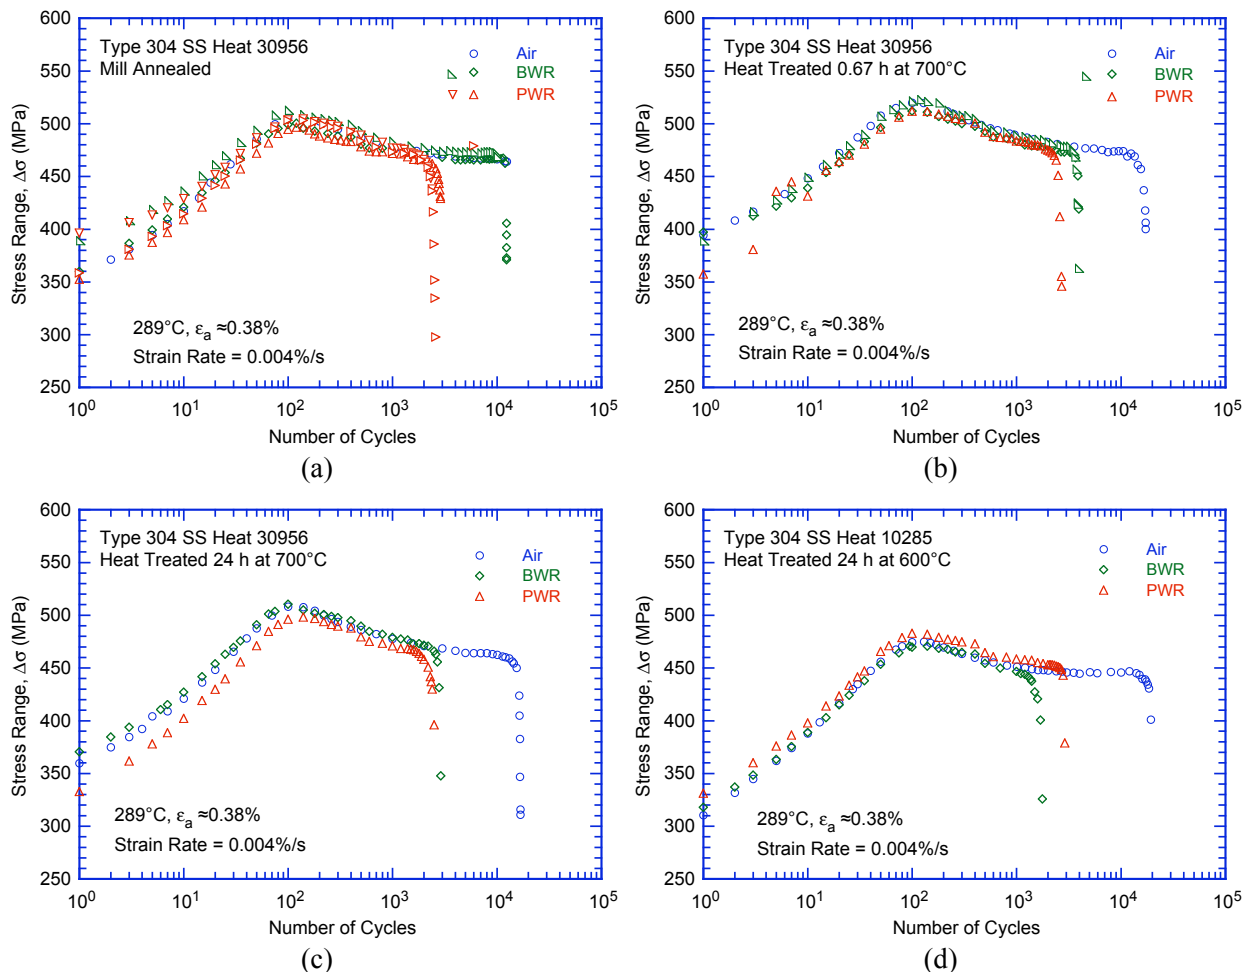 600
550
500
450
400
350
300
250
Stress Range, Δσ (MPa)
Type 304 SS Heat 30956
Mill Annealed
Air
BWR
PWR
289°C, εa ≈0.38%
Strain Rate = 0.004%/s
10^0 10^1 10^2 10^3 10^4 10^5
Number of Cycles
(a)
600
550
500
450
400
350
300
250
Stress Range, Δσ (MPa)
Type 304 SS Heat 30956
Heat Treated 0.67 h at 700°C
Air
BWR
PWR
289°C, εa ≈0.38%
Strain Rate = 0.004%/s
10^0 10^1 10^2 10^3 10^4 10^5
Number of Cycles
(b)
600
550
500
450
400
350
300
250
Stress Range, Δσ (MPa)
Type 304 SS Heat 30956
Heat Treated 24 h at 700°C
Air
BWR
PWR
289°C, εa ≈0.38%
Strain Rate = 0.004%/s
10^0 10^1 10^2 10^3 10^4 10^5
Number of Cycles
(c)
600
550
500
450
400
350
300
250
Stress Range, Δσ (MPa)
Type 304 SS Heat 10285
Heat Treated 24 h at 600°C
Air
BWR
PWR
289°C, εa ≈0.38%
Strain Rate = 0.004%/s
10^0 10^1 10^2 10^3 10^4 10^5
Number of Cycles
(d)